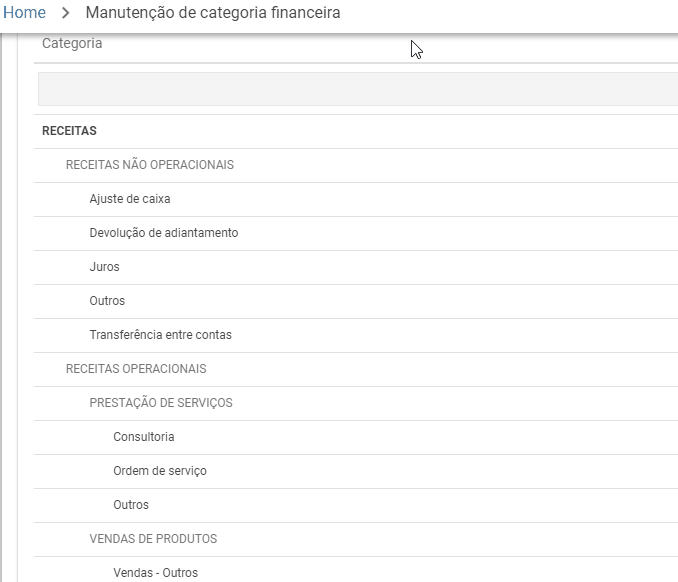 Home > Manutenção de categoria financeira
Categoria
RECEITAS
RECEITAS NÃO OPERACIONAIS
Ajuste de caixa
Devolução de adiantamento
Juros
Outros
Transferência entre contas
RECEITAS OPERACIONAIS
PRESTAÇÃO DE SERVIÇOS
Consultoria
Ordem de serviço
Outros
VENDAS DE PRODUTOS
Vendas - Outros